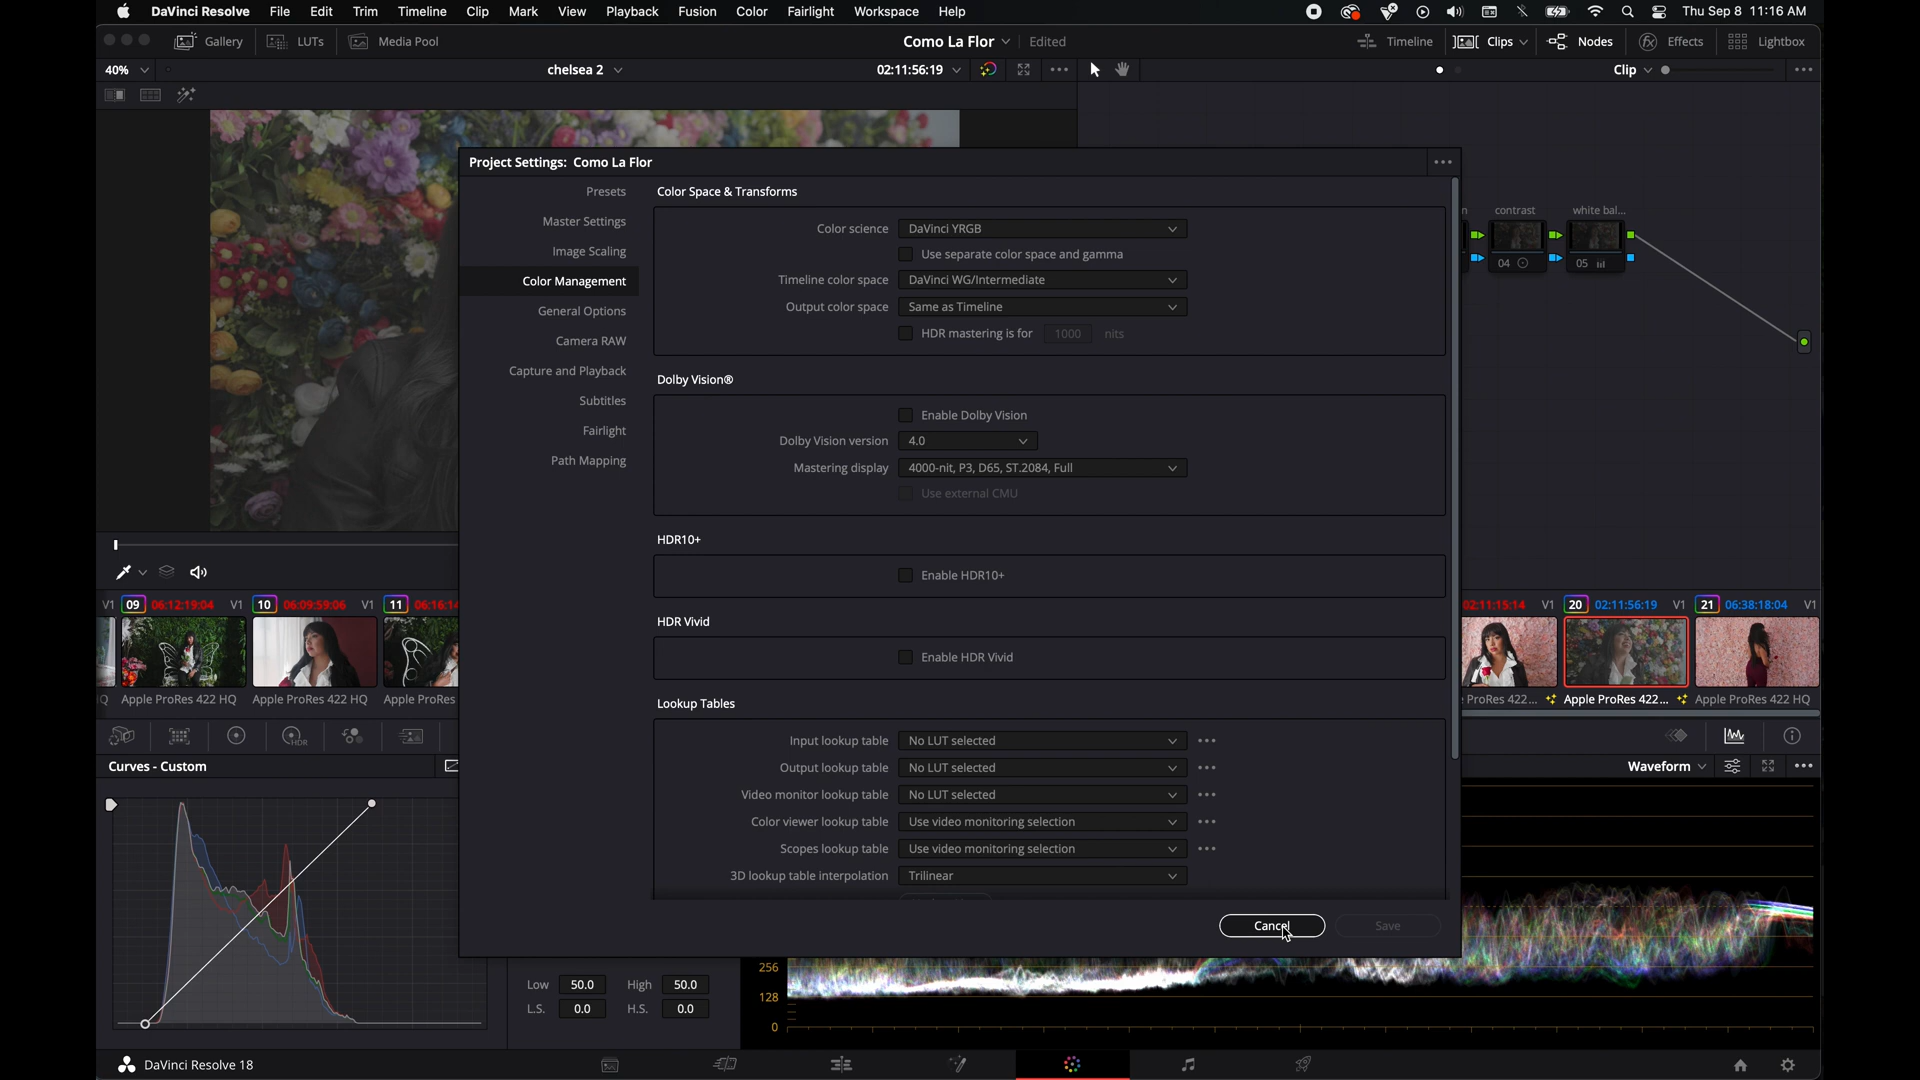 DaVinci Resolve File Edit Trim Timeline Clip Mark View Playback Fusion Color Fairlight Workspace Help Thu Sep 8 11:16 AM
Gallery LUTs Media Pool Como La Flor Edited Timeline Clips Nodes Effects Lightbox
40% chelsea 2 02:11:56:19 Clip
Project Settings: Como La Flor
Presets
Master Settings
Image Scaling
Color Management
General Options
Camera RAW
Capture and Playback
Subtitles
Fairlight
Path Mapping
Color Space & Transforms
Color science DaVinci YRGB
Use separate color space and gamma
Timeline color space DaVinci WG/Intermediate
Output color space Same as Timeline
HDR mastering is for 1000 nits
Dolby Vision®
Enable Dolby Vision
Dolby Vision version 4.0
Mastering display 4000-nit, P3, D65, ST.2084, Full
Use external CMU
HDR10+
Enable HDR10+
HDR Vivid
Enable HDR Vivid
Lookup Tables
Input lookup table No LUT selected
Output lookup table No LUT selected
Video monitor lookup table No LUT selected
Color viewer lookup table Use video monitoring selection
Scopes lookup table Use video monitoring selection
3D lookup table interpolation Trilinear
Cancel Save
n contrast white bal...
04 05
V1 09 06:12:19:04 V1 10 06:09:59:06 V1 11 06:16:14
02:11:15:14 V1 20 02:11:56:19 V1 21 06:38:18:04 V1
Q Apple ProRes 422 HQ Apple ProRes 422 HQ Apple ProRes
ProRes 422... Apple ProRes 422... Apple ProRes 422 HQ
HDR
Curves - Custom
Waveform
Low 50.0 High 50.0
L.S. 0.0 H.S. 0.0
256
128
0
DaVinci Resolve 18